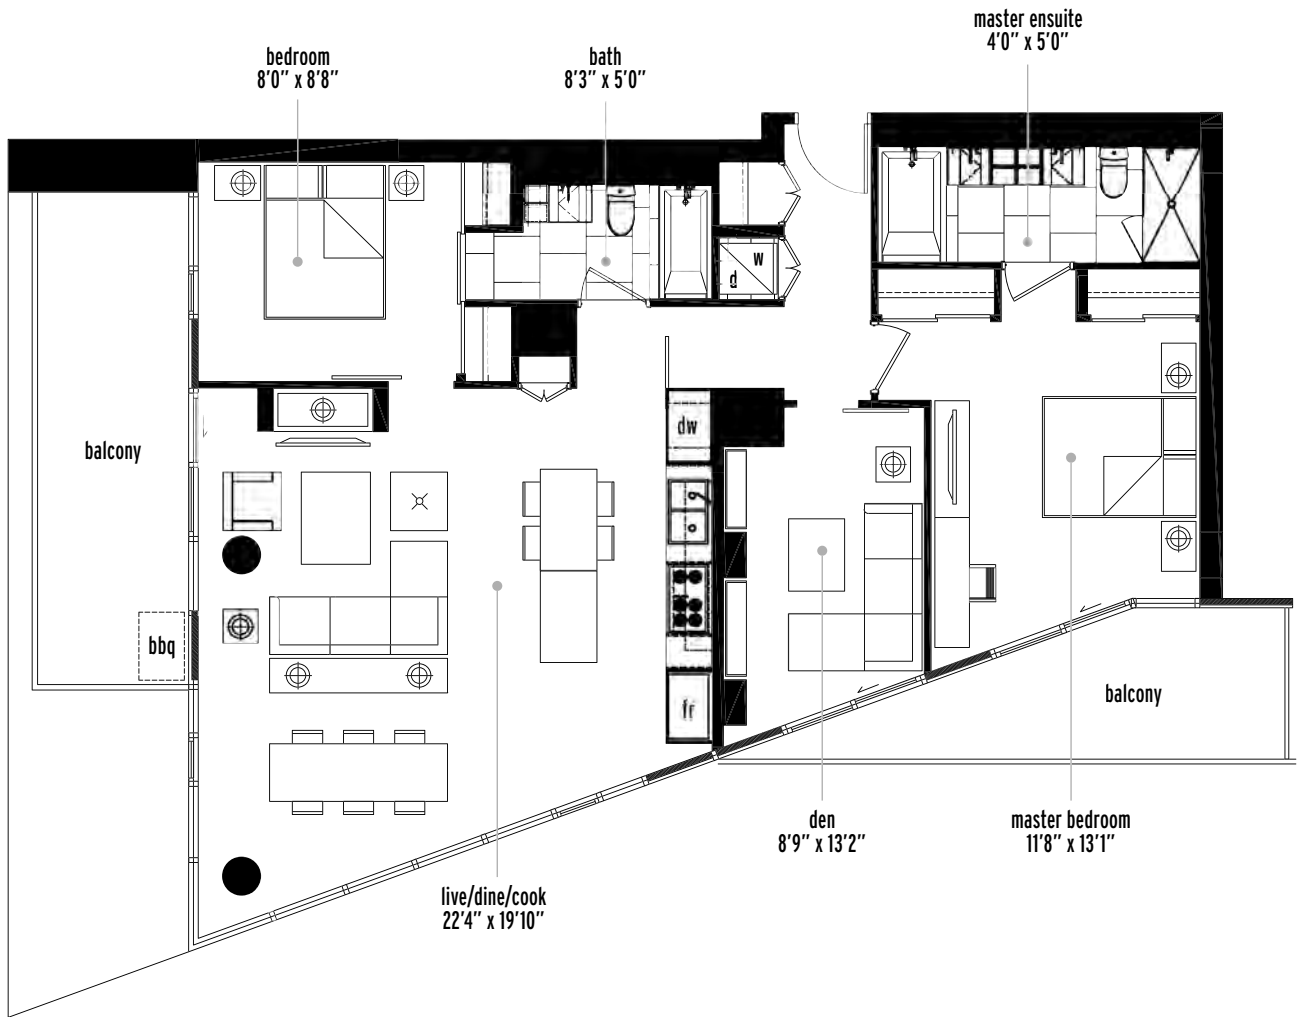 master ensuite
4'0" x 5'0"
bedroom
8'0" x 8'8"
bath
8'3" x 5'0"
w
d
dw
balcony
bbq
fr
balcony
den
8'9" x 13'2"
master bedroom
11'8" x 13'1"
live/dine/cook
22'4" x 19'10"